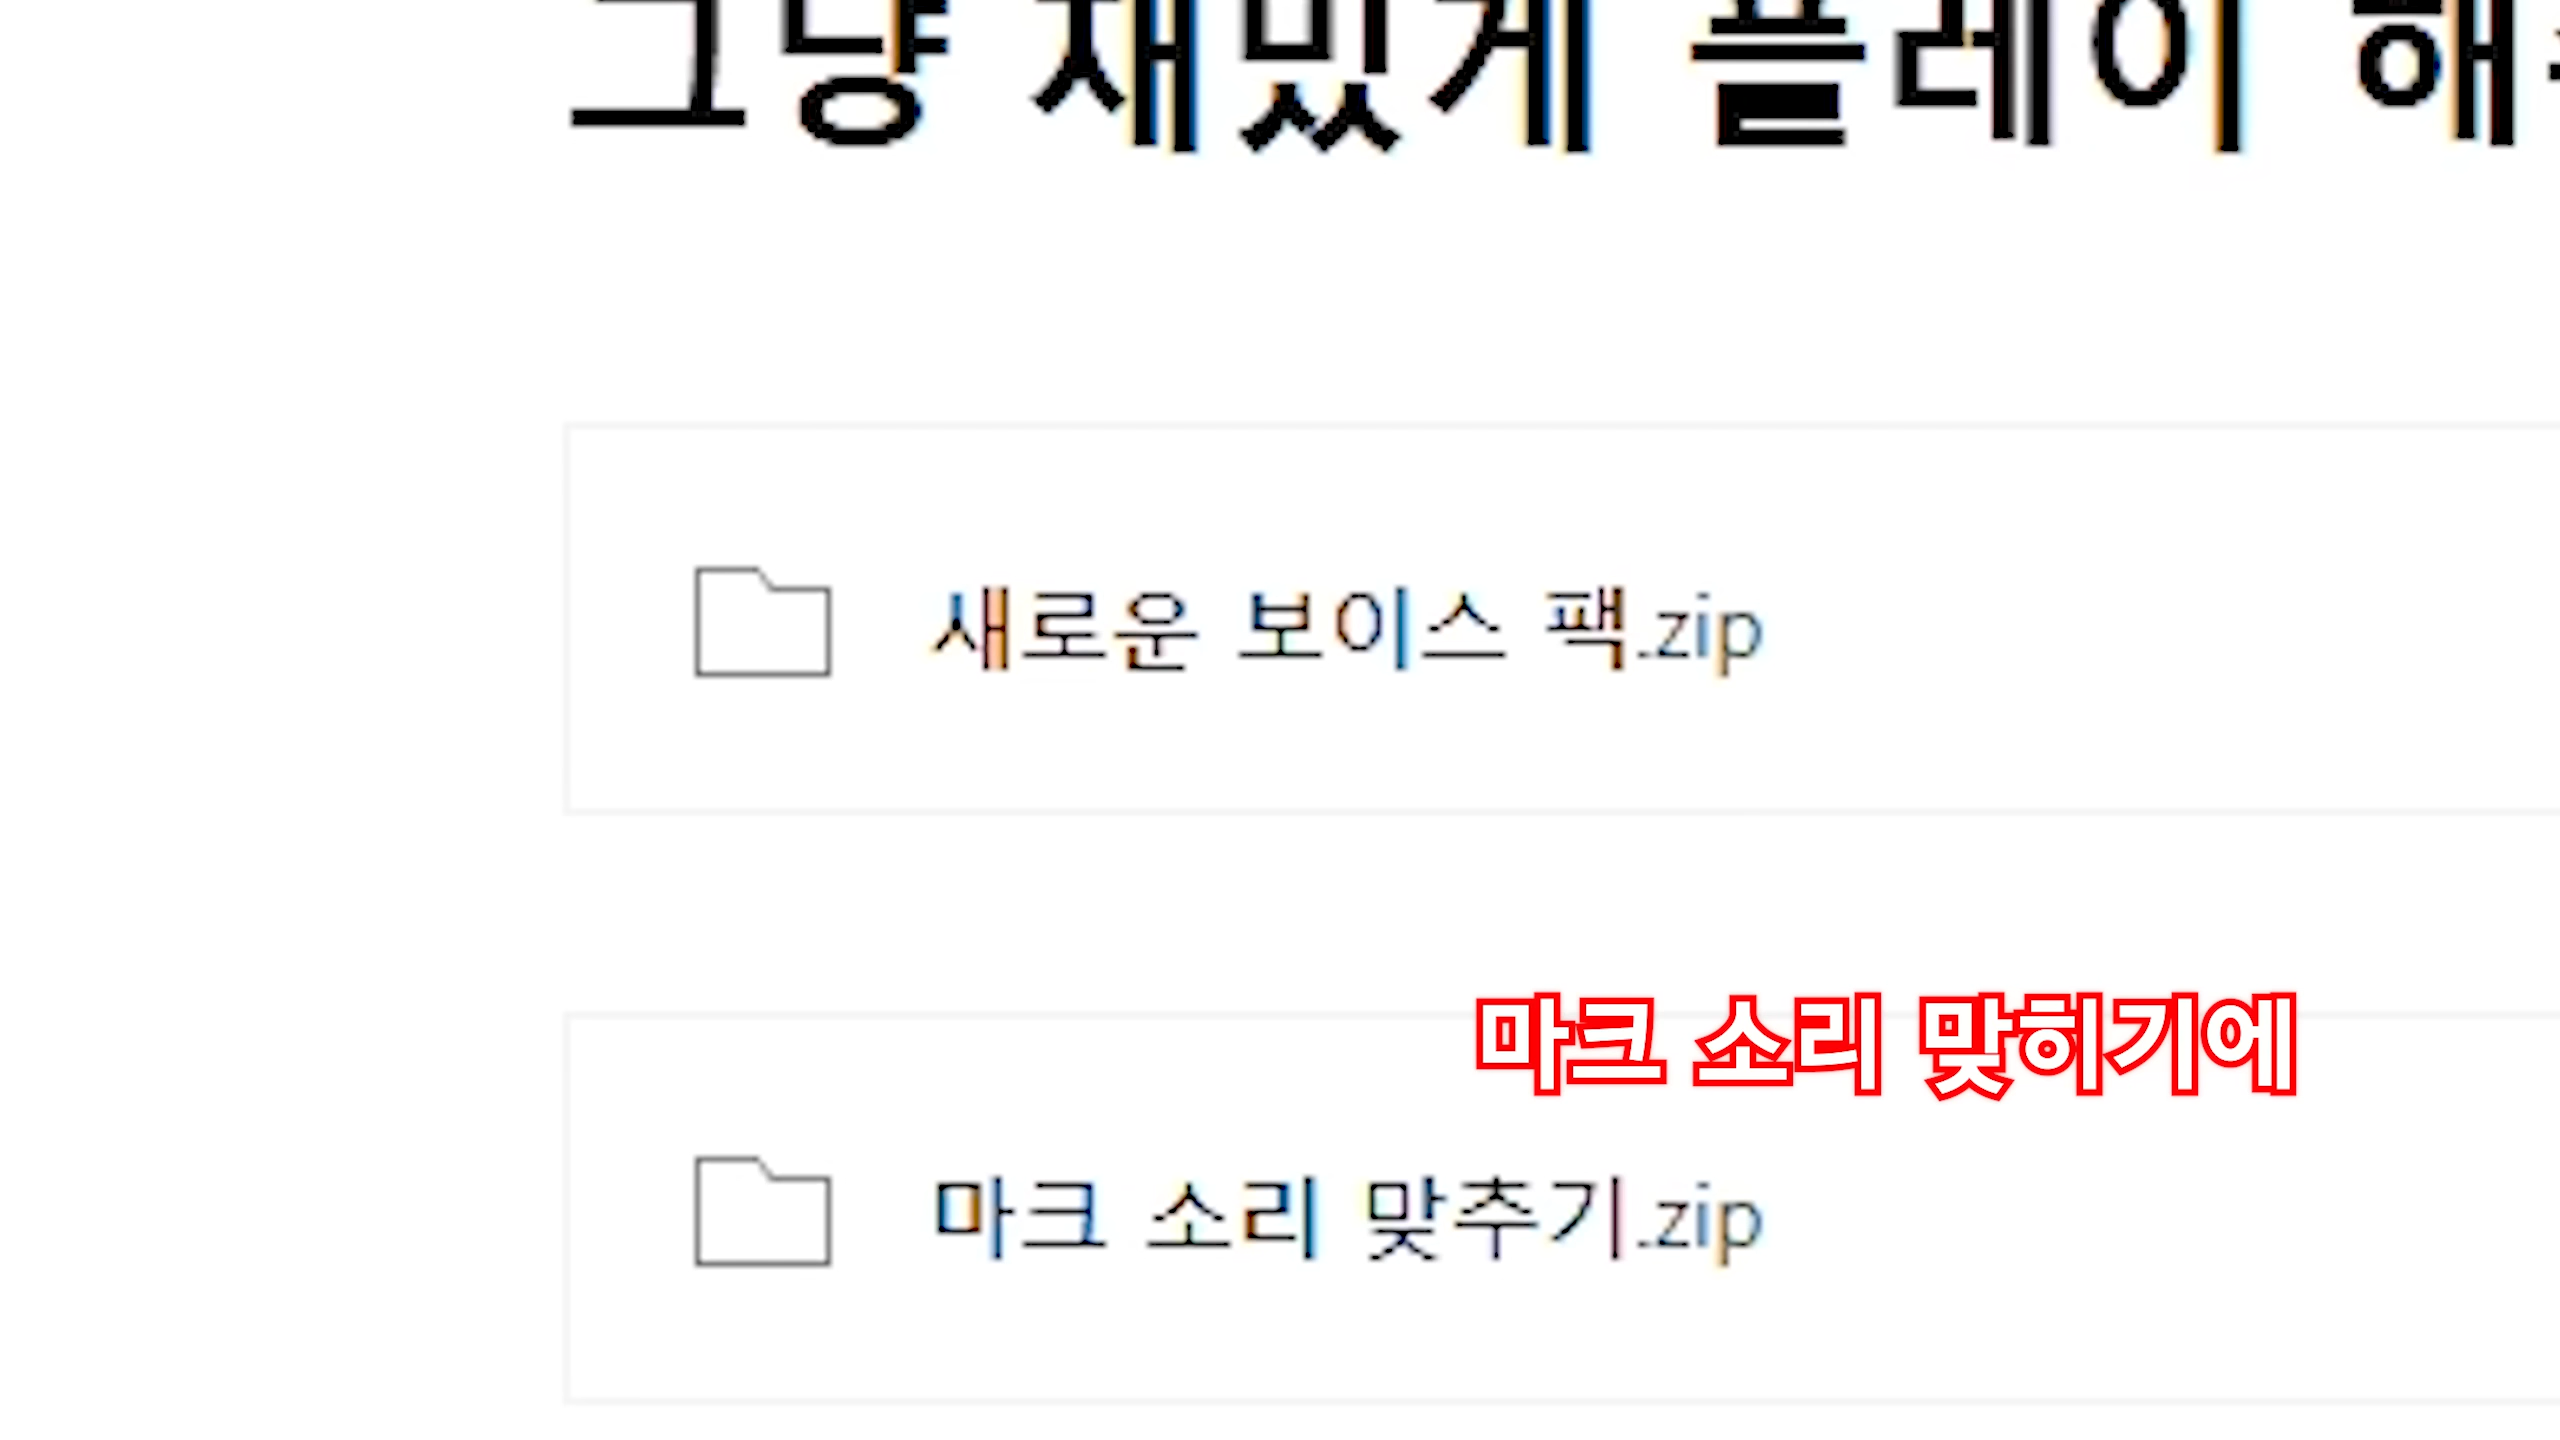 그냥 재밌게 플레이
새로운 보이스 팩.zip
마크 소리 맞히기에
마크 소리 맞추기.zip